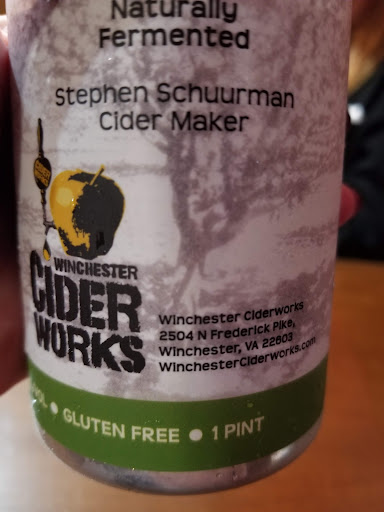 Naturally
Fermented
Stephen Schuurman
Cider Maker
WINCHESTER
CIDER
WORKS
Winchester Ciderworks
2504 N Frederick Pike,
Winchester, VA 22603
WinchesterCiderworks.com
● GLUTEN FREE ● 1 PINT